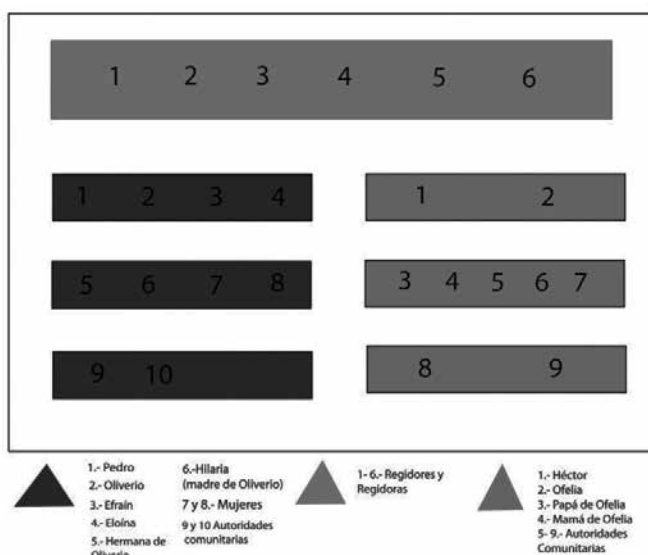 1 2 3 4 5 6
1 2 3 4
1 2
5 6 7 8
3 4 5 6 7
9 10
8 9
1.- Pedro
2.- Oliverio
3.- Efraín
4.- Eloína
5.- Hermana de
Oliverio
6.-Hilaria
(madre de Oliverio)
7 y 8.- Mujeres
9 y 10 Autoridades
comunitarias
1- 6.- Regidores y
Regidoras
1.- Héctor
2.- Ofelia
3.- Papá de Ofelia
4.- Mamá de Ofelia
5- 9.- Autoridades
Comunitarias